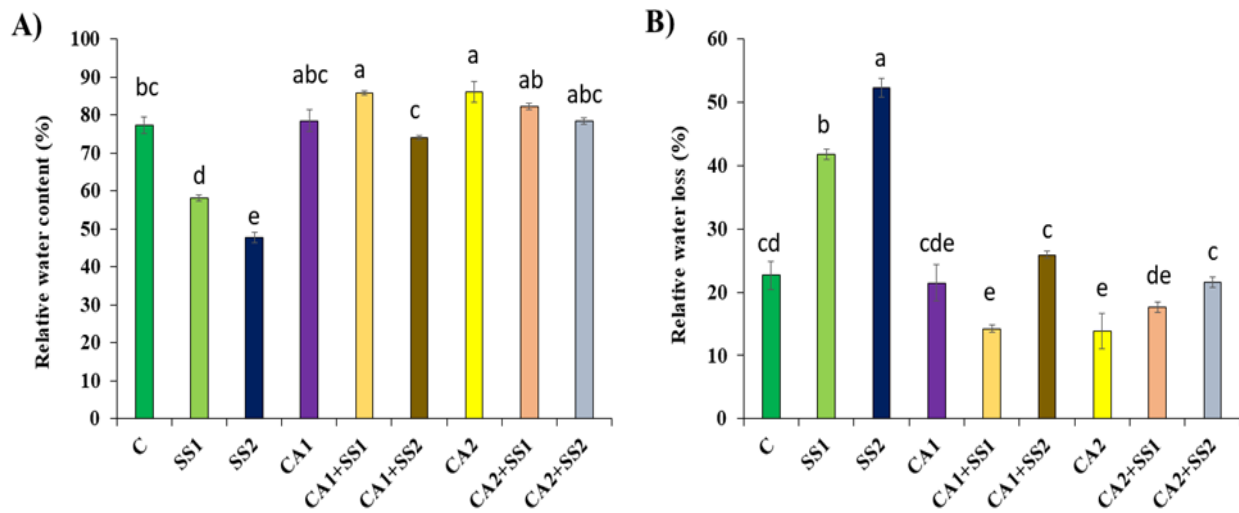 A)
Relative water content (%)
100
90
80
70
60
50
40
30
20
10
0
bc
d
e
abc
a
c
a
ab
abc
C
SS1
SS2
CA1
CA1+SS1
CA1+SS2
CA2
CA2+SS1
CA2+SS2
B)
Relative water loss (%)
60
50
40
30
20
10
0
cd
b
a
cde
e
c
e
de
c
C
SS1
SS2
CA1
CA1+SS1
CA1+SS2
CA2
CA2+SS1
CA2+SS2